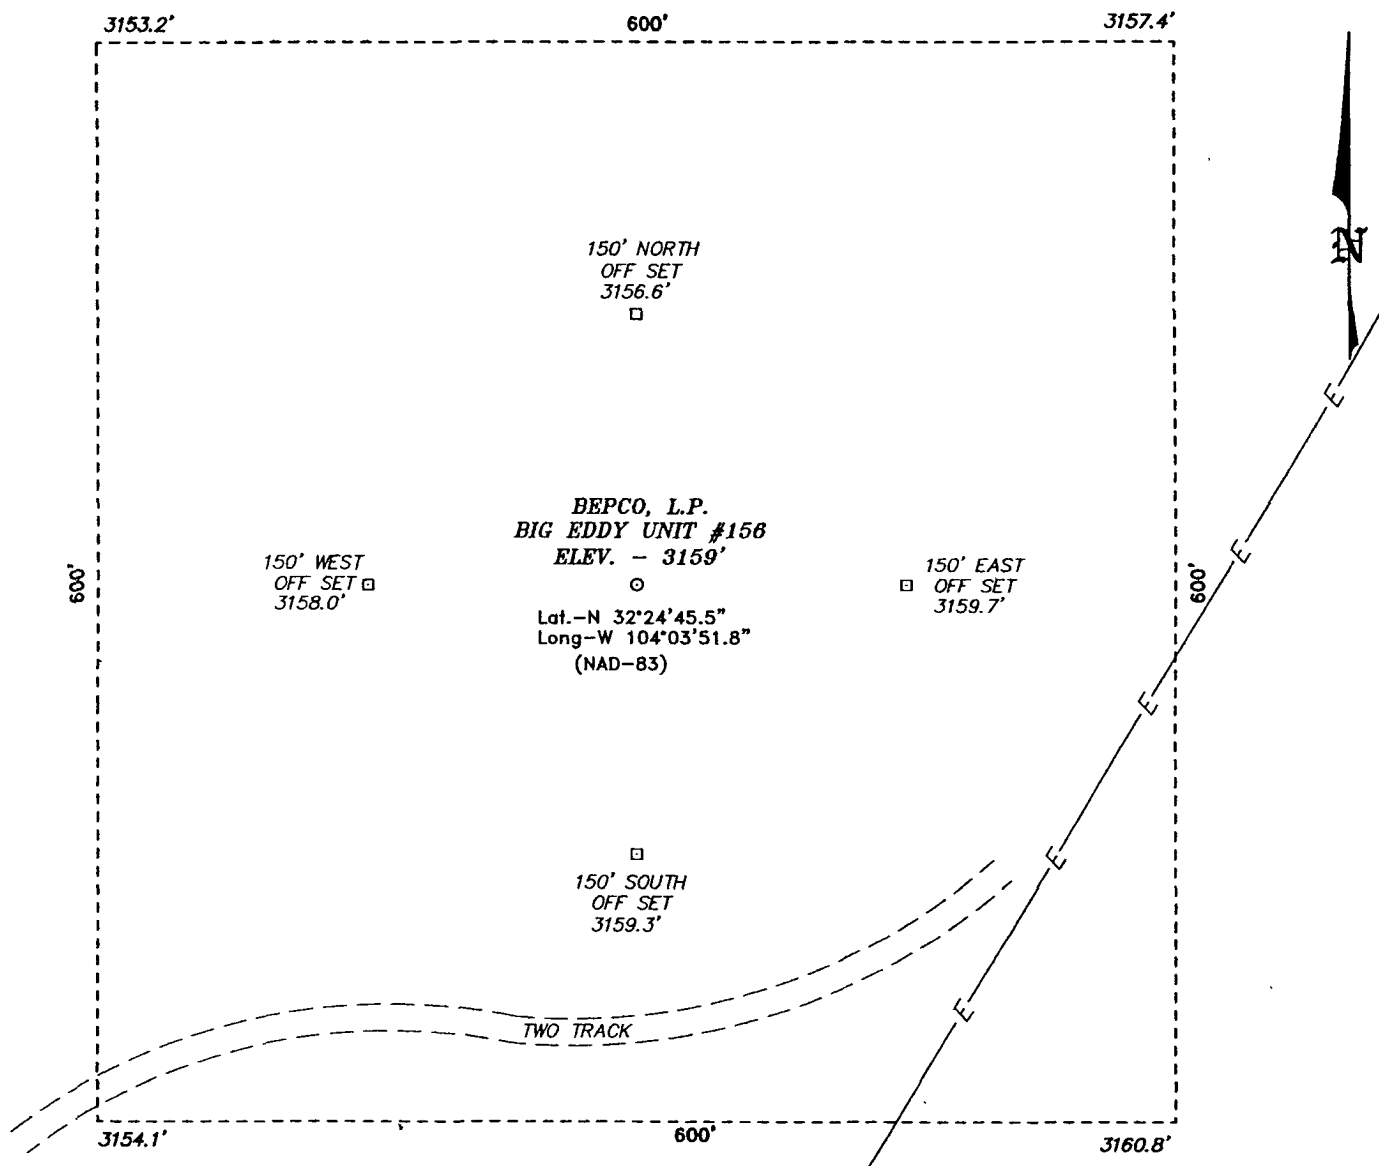 3153.2'
600'
3157.4'
N
150' NORTH
OFF SET
3156.6'
E
BEPCO, L.P.
BIG EDDY UNIT #156
ELEV. - 3159'
E
600'
150' WEST
OFF SET
3158.0'
150' EAST
OFF SET
3159.7'
600'
Lat.-N 32°24'45.5"
Long-W 104°03'51.8"
(NAD-83)
E
E
150' SOUTH
OFF SET
3159.3'
E
TWO TRACK
3154.1'
600'
3160.8'